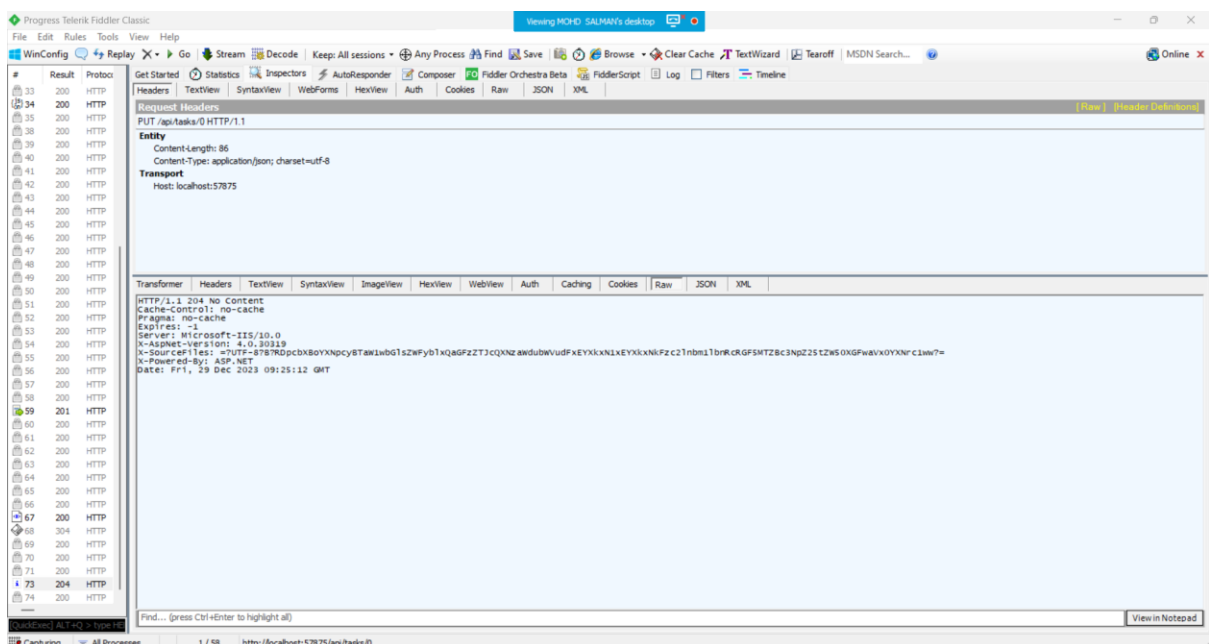 Progress Telerik Fiddler Classic
Viewing MOHD SALMAN's desktop
File Edit Rules Tools View Help
WinConfig Replay Go Stream Decode Keep: All sessions Any Process Find Save Browse Clear Cache TextWizard Tearoff MSDN Search... Online x
# Result Protoco
Get Started Statistics Inspectors AutoResponder Composer FO Fiddler Orchestra Beta FiddlerScript Log Filters Timeline
Headers TextView SyntaxView WebForms HexView Auth Cookies Raw JSON XML
Request Headers [Raw] [Header Definitions]
PUT /api/tasks/0 HTTP/1.1
Entity
Content-Length: 86
Content-Type: application/json; charset=utf-8
Transport
Host: localhost:57875
Transformer Headers TextView SyntaxView ImageView HexView WebView Auth Caching Cookies Raw JSON XML
HTTP/1.1 204 No Content
Cache-Control: no-cache
Pragma: no-cache
Expires: -1
Server: Microsoft-IIS/10.0
X-AspNet-Version: 4.0.30319
X-SourceFiles:
X-Powered-By: ASP.NET
Date: Fri, 29 Dec 2023 09:25:12 GMT
33 200 HTTP
34 200 HTTP
35 200 HTTP
38 200 HTTP
39 200 HTTP
40 200 HTTP
41 200 HTTP
42 200 HTTP
43 200 HTTP
44 200 HTTP
45 200 HTTP
46 200 HTTP
47 200 HTTP
48 200 HTTP
49 200 HTTP
50 200 HTTP
51 200 HTTP
52 200 HTTP
53 200 HTTP
54 200 HTTP
55 200 HTTP
56 200 HTTP
57 200 HTTP
58 200 HTTP
59 201 HTTP
60 200 HTTP
61 200 HTTP
62 200 HTTP
63 200 HTTP
64 200 HTTP
65 200 HTTP
66 200 HTTP
67 200 HTTP
68 304 HTTP
69 200 HTTP
70 200 HTTP
71 200 HTTP
73 204 HTTP
74 200 HTTP
Find... (press Ctrl+Enter to highlight all) View in Notepad
[QuickExec] ALT+Q > type HE
Capturing All Processes 1 / 58 http://localhost:57875/api/tasks/0